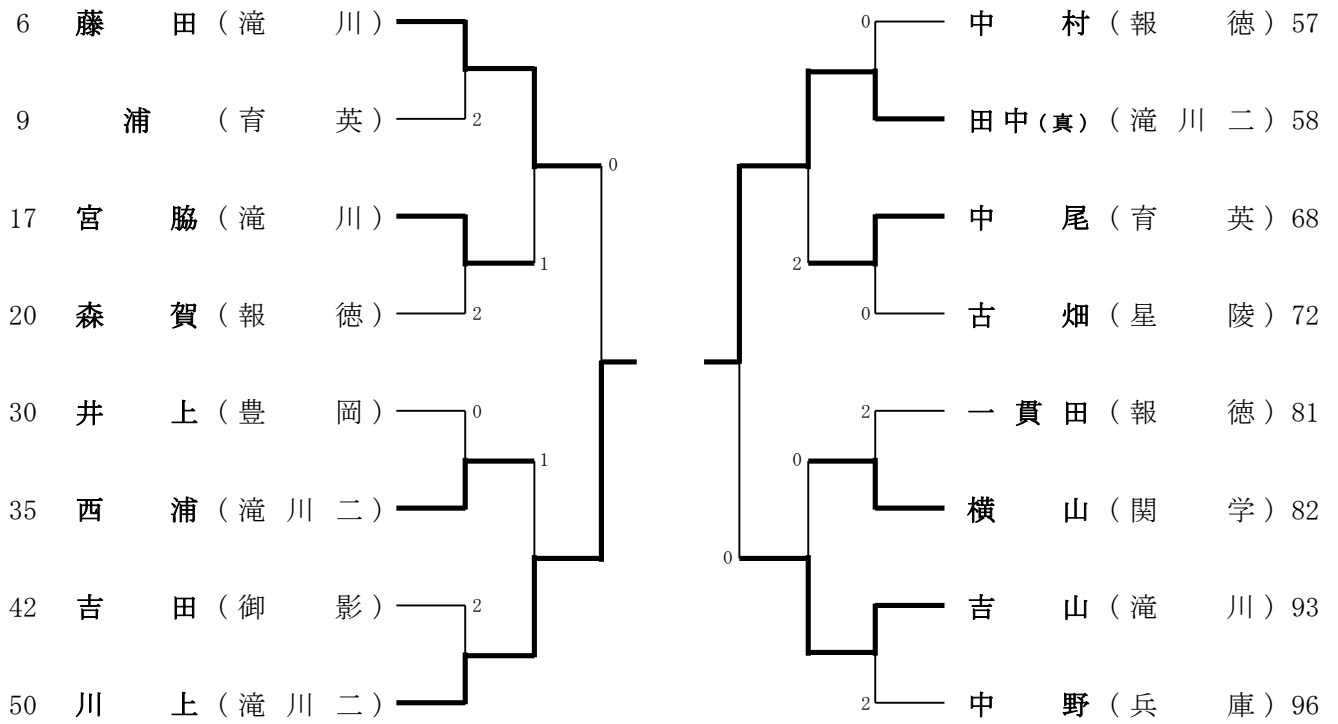 6 藤田(滝川) 0 中村(報徳)57
9 浦(育英) 2 田中(真)(滝川二)58
0
17 宮脇(滝川) 中尾(育英)68
1 2
20 森賀(報徳) 2 0 古畑(星陵)72
30 井上(豊岡) 0 2 一貫田(報徳)81
1 0
35 西浦(滝川二) 横山(関学)82
0
42 吉田(御影) 2 吉山(滝川)93
50 川上(滝川二) 2 中野(兵庫)96